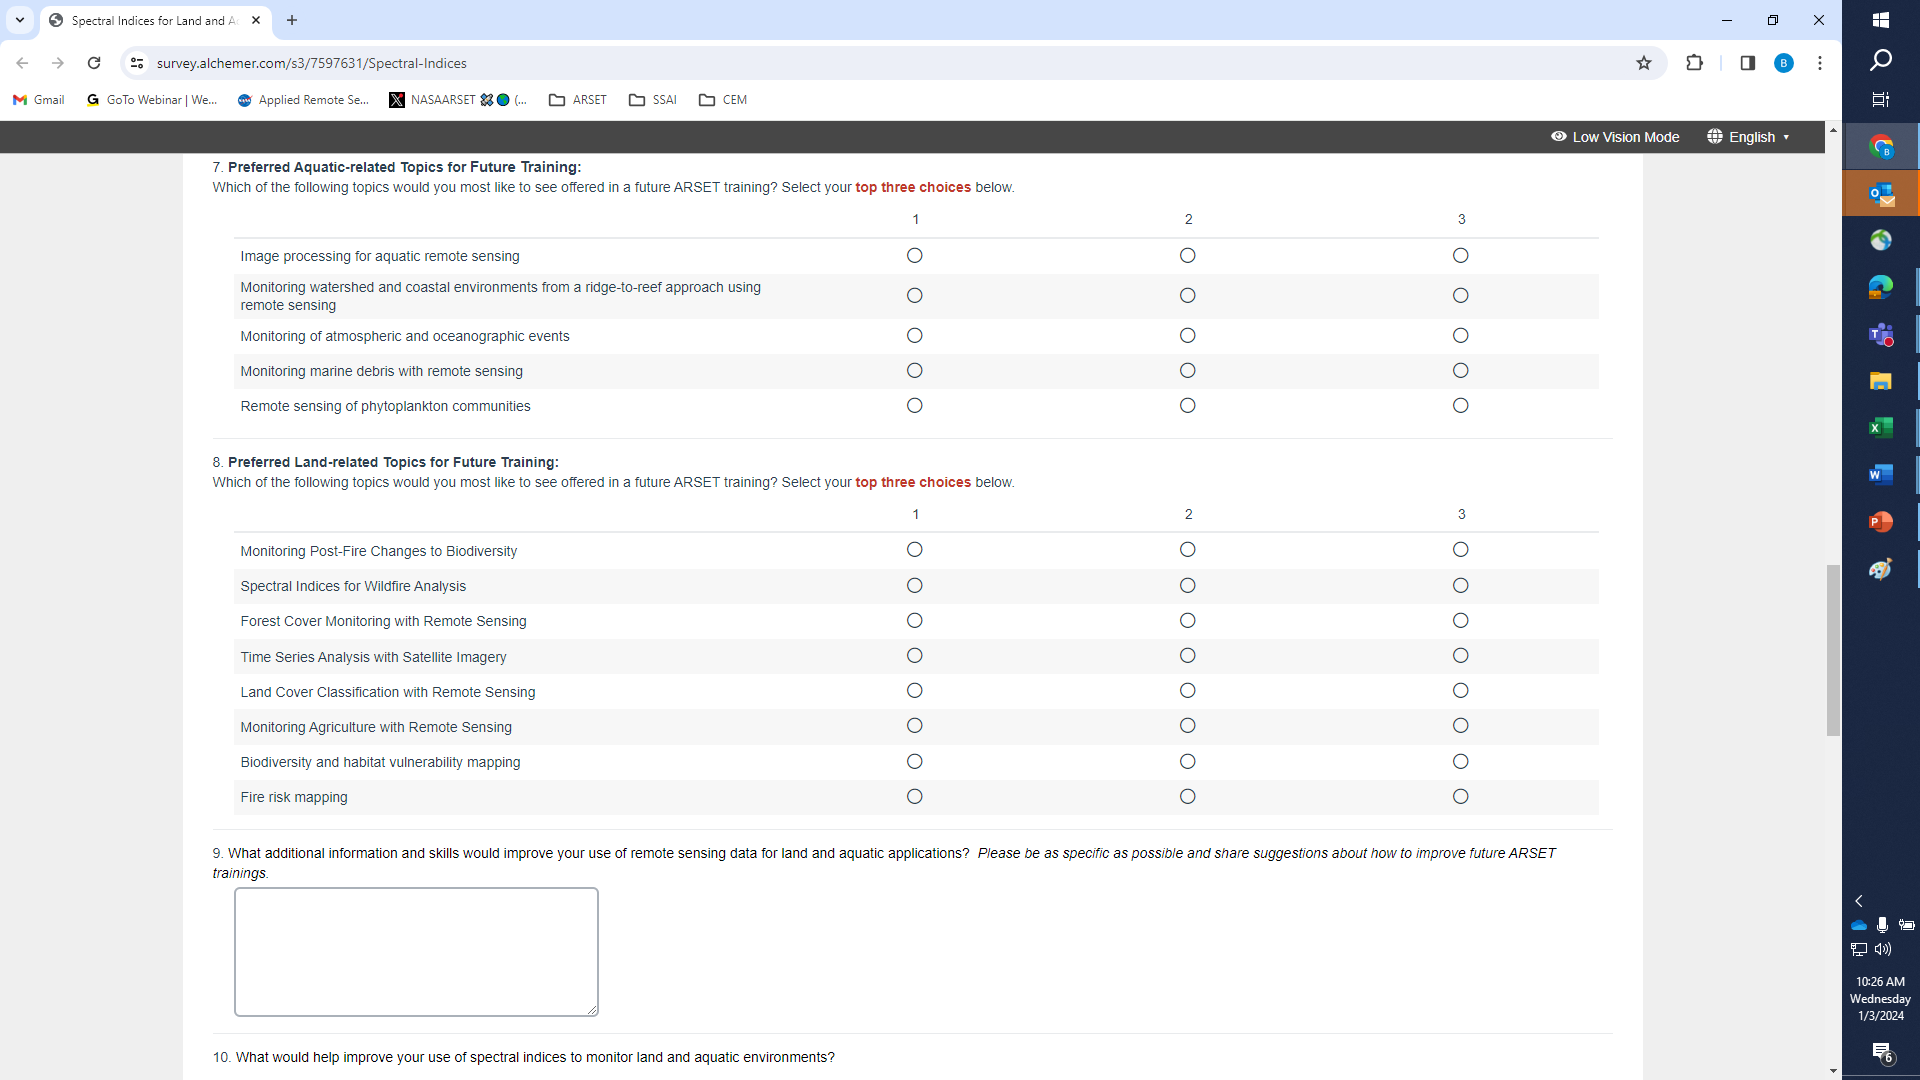 Spectral Indices for Land and A
survey.alchemer.com/s3/7597631/Spectral-Indices
B
Gmail
GoTo Webinar | We...
Applied Remote Se...
NASAARSET (...
ARSET
SSAI
CEM
Low Vision Mode
English
7. Preferred Aquatic-related Topics for Future Training:
Which of the following topics would you most like to see offered in a future ARSET training? Select your top three choices below.
1 2 3
Image processing for aquatic remote sensing
Monitoring watershed and coastal environments from a ridge-to-reef approach using
remote sensing
Monitoring of atmospheric and oceanographic events
Monitoring marine debris with remote sensing
Remote sensing of phytoplankton communities
8. Preferred Land-related Topics for Future Training:
Which of the following topics would you most like to see offered in a future ARSET training? Select your top three choices below.
1 2 3
Monitoring Post-Fire Changes to Biodiversity
Spectral Indices for Wildfire Analysis
Forest Cover Monitoring with Remote Sensing
Time Series Analysis with Satellite Imagery
Land Cover Classification with Remote Sensing
Monitoring Agriculture with Remote Sensing
Biodiversity and habitat vulnerability mapping
Fire risk mapping
9. What additional information and skills would improve your use of remote sensing data for land and aquatic applications? Please be as specific as possible and share suggestions about how to improve future ARSET
trainings.
10. What would help improve your use of spectral indices to monitor land and aquatic environments?
10:26 AM
Wednesday
1/3/2024
6